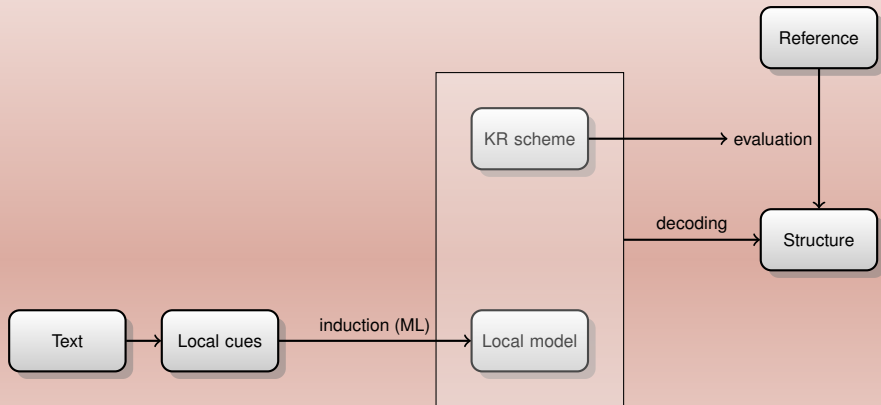 Reference
KR scheme
evaluation
decoding
Structure
Text
Local cues
induction (ML)
Local model